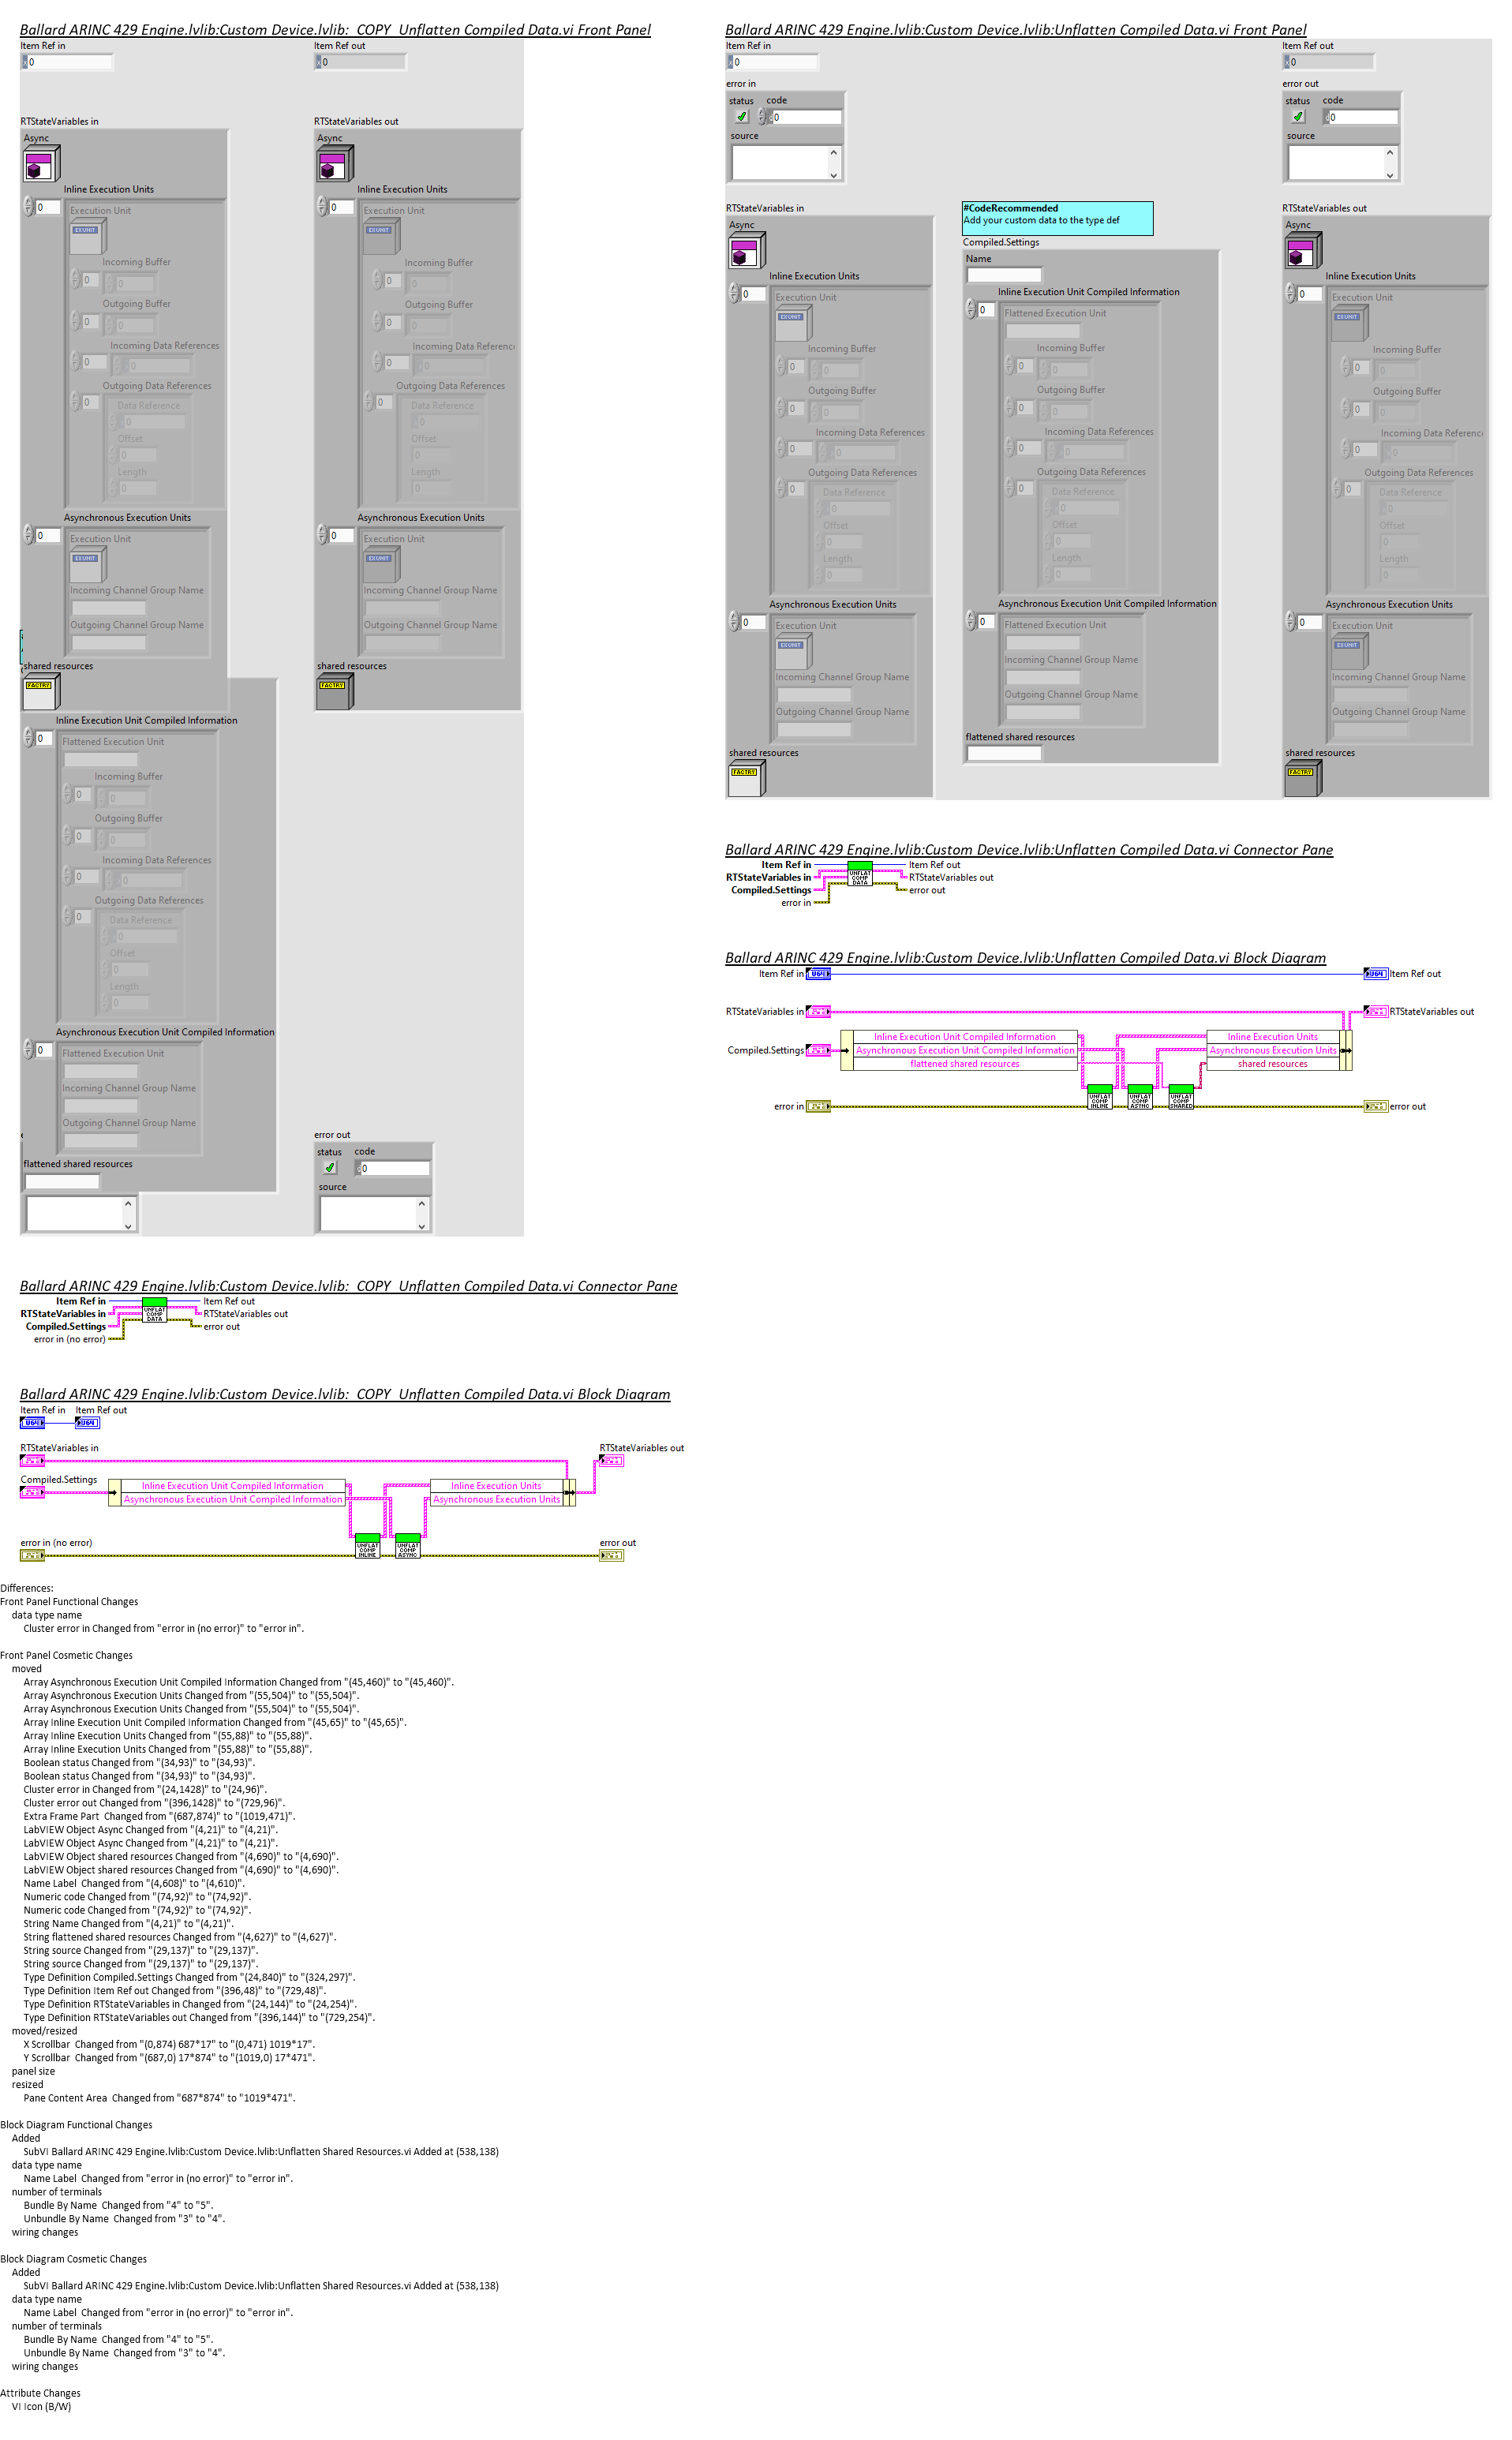 Ballard ARINC 429 Engine.lvlib:Custom Device.lvlib:  COPY  Unflatten Compiled Data.vi Front Panel
Item Ref in
Item Ref out
0
0
RTStateVariables in
RTStateVariables out
Async
Async
Inline Execution Units
Inline Execution Units
0
Execution Unit
0
Execution Unit
EX UNIT
EX UNIT
Incoming Buffer
Incoming Buffer
0
0
0
0
Outgoing Buffer
Outgoing Buffer
0
0
0
0
Incoming Data References
Incoming Data Referenc
0
0
0
0
Outgoing Data References
Outgoing Data References
0
Data Reference
0
Data Reference
0
0
Offset
Offset
0
0
Length
Length
0
0
Asynchronous Execution Units
Asynchronous Execution Units
0
Execution Unit
0
Execution Unit
EX UNIT
EX UNIT
Incoming Channel Group Name
Incoming Channel Group Name
Outgoing Channel Group Name
Outgoing Channel Group Name
shared resources
shared resources
FACTRY
FACTRY
Inline Execution Unit Compiled Information
0
Flattened Execution Unit
Incoming Buffer
0
0
Outgoing Buffer
0
0
Incoming Data References
0
0
Outgoing Data References
0
Data Reference
0
Offset
0
Length
0
Asynchronous Execution Unit Compiled Information
0
Flattened Execution Unit
Incoming Channel Group Name
Outgoing Channel Group Name
flattened shared resources
error out
status
code
0
source
Ballard ARINC 429 Engine.lvlib:Custom Device.lvlib:  COPY  Unflatten Compiled Data.vi Connector Pane
Item Ref in
Item Ref out
RTStateVariables in
RTStateVariables out
Compiled.Settings
error out
error in (no error)
UNFLAT
COMP
DATA
Ballard ARINC 429 Engine.lvlib:Custom Device.lvlib:  COPY  Unflatten Compiled Data.vi Block Diagram
Item Ref in
Item Ref out
U64
U64
RTStateVariables in
RTStateVariables out
Compiled.Settings
Inline Execution Unit Compiled Information
Inline Execution Units
Asynchronous Execution Unit Compiled Information
Asynchronous Execution Units
error in (no error)
error out
UNFLAT
COMP
INLINE
UNFLAT
COMP
ASYNC
Ballard ARINC 429 Engine.lvlib:Custom Device.lvlib:Unflatten Compiled Data.vi Front Panel
Item Ref in
Item Ref out
0
0
error in
error out
status
code
0
source
status
code
0
source
RTStateVariables in
#CodeRecommended
Add your custom data to the type def
RTStateVariables out
Async
Compiled.Settings
Async
Name
Inline Execution Units
Inline Execution Unit Compiled Information
Inline Execution Units
0
Execution Unit
0
Flattened Execution Unit
0
Execution Unit
EX UNIT
EX UNIT
Incoming Buffer
Incoming Buffer
Incoming Buffer
0
0
0
0
0
0
Outgoing Buffer
Outgoing Buffer
Outgoing Buffer
0
0
0
0
0
0
Incoming Data References
Incoming Data References
Incoming Data Referenc
0
0
0
0
0
0
Outgoing Data References
Outgoing Data References
Outgoing Data References
0
Data Reference
0
Data Reference
0
Data Reference
0
0
0
Offset
Offset
Offset
0
0
0
Length
Length
Length
0
0
0
Asynchronous Execution Units
Asynchronous Execution Unit Compiled Information
Asynchronous Execution Units
0
Execution Unit
0
Flattened Execution Unit
0
Execution Unit
EX UNIT
EX UNIT
Incoming Channel Group Name
Incoming Channel Group Name
Incoming Channel Group Name
Outgoing Channel Group Name
Outgoing Channel Group Name
Outgoing Channel Group Name
shared resources
flattened shared resources
shared resources
FACTRY
FACTRY
Ballard ARINC 429 Engine.lvlib:Custom Device.lvlib:Unflatten Compiled Data.vi Connector Pane
Item Ref in
Item Ref out
RTStateVariables in
RTStateVariables out
Compiled.Settings
error out
error in
UNFLAT
COMP
DATA
Ballard ARINC 429 Engine.lvlib:Custom Device.lvlib:Unflatten Compiled Data.vi Block Diagram
Item Ref in
U64
U64
Item Ref out
RTStateVariables in
RTStateVariables out
Compiled.Settings
Inline Execution Unit Compiled Information
Inline Execution Units
Asynchronous Execution Unit Compiled Information
Asynchronous Execution Units
flattened shared resources
shared resources
UNFLAT
COMP
INLINE
UNFLAT
COMP
ASYNC
UNFLAT
COMP
SHARED
error in
error out
Differences:
Front Panel Functional Changes
data type name
Cluster error in Changed from "error in (no error)" to "error in".
Front Panel Cosmetic Changes
moved
Array Asynchronous Execution Unit Compiled Information Changed from "(45,460)" to "(45,460)".
Array Asynchronous Execution Units Changed from "(55,504)" to "(55,504)".
Array Asynchronous Execution Units Changed from "(55,504)" to "(55,504)".
Array Inline Execution Unit Compiled Information Changed from "(45,65)" to "(45,65)".
Array Inline Execution Units Changed from "(55,88)" to "(55,88)".
Array Inline Execution Units Changed from "(55,88)" to "(55,88)".
Boolean status Changed from "(34,93)" to "(34,93)".
Boolean status Changed from "(34,93)" to "(34,93)".
Cluster error in Changed from "(24,1428)" to "(24,96)".
Cluster error out Changed from "(396,1428)" to "(729,96)".
Extra Frame Part  Changed from "(687,874)" to "(1019,471)".
LabVIEW Object Async Changed from "(4,21)" to "(4,21)".
LabVIEW Object Async Changed from "(4,21)" to "(4,21)".
LabVIEW Object shared resources Changed from "(4,690)" to "(4,690)".
LabVIEW Object shared resources Changed from "(4,690)" to "(4,690)".
Name Label  Changed from "(4,608)" to "(4,610)".
Numeric code Changed from "(74,92)" to "(74,92)".
Numeric code Changed from "(74,92)" to "(74,92)".
String Name Changed from "(4,21)" to "(4,21)".
String flattened shared resources Changed from "(4,627)" to "(4,627)".
String source Changed from "(29,137)" to "(29,137)".
String source Changed from "(29,137)" to "(29,137)".
Type Definition Compiled.Settings Changed from "(24,840)" to "(324,297)".
Type Definition Item Ref out Changed from "(396,48)" to "(729,48)".
Type Definition RTStateVariables in Changed from "(24,144)" to "(24,254)".
Type Definition RTStateVariables out Changed from "(396,144)" to "(729,254)".
moved/resized
X Scrollbar  Changed from "(0,874) 687*17" to "(0,471) 1019*17".
Y Scrollbar  Changed from "(687,0) 17*874" to "(1019,0) 17*471".
panel size
resized
Pane Content Area  Changed from "687*874" to "1019*471".
Block Diagram Functional Changes
Added
SubVI Ballard ARINC 429 Engine.lvlib:Custom Device.lvlib:Unflatten Shared Resources.vi Added at (538,138)
data type name
Name Label  Changed from "error in (no error)" to "error in".
number of terminals
Bundle By Name  Changed from "4" to "5".
Unbundle By Name  Changed from "3" to "4".
wiring changes
Block Diagram Cosmetic Changes
Added
SubVI Ballard ARINC 429 Engine.lvlib:Custom Device.lvlib:Unflatten Shared Resources.vi Added at (538,138)
data type name
Name Label  Changed from "error in (no error)" to "error in".
number of terminals
Bundle By Name  Changed from "4" to "5".
Unbundle By Name  Changed from "3" to "4".
wiring changes
Attribute Changes
VI Icon (B/W)